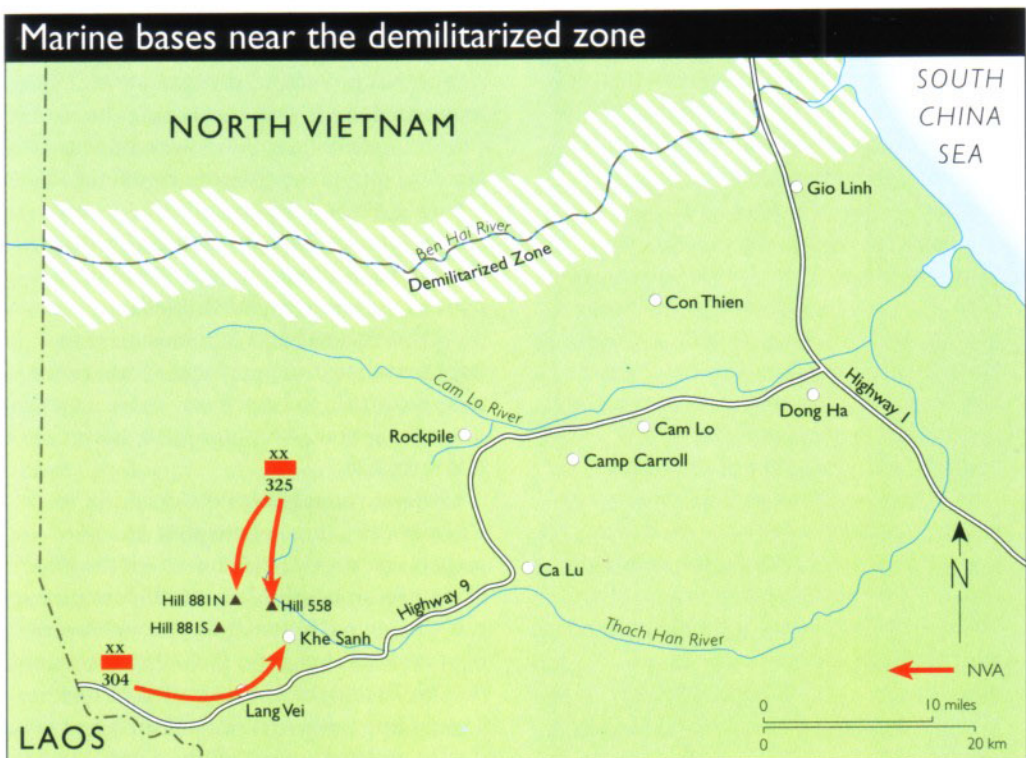 Marine bases near the demilitarized zone
SOUTH
CHINA
SEA
NORTH VIETNAM
Gio Linh
Ben Hai River
Demilitarized Zone
Con Thien
Cam Lo River
Highway 1
Dong Ha
Rockpile
Cam Lo
Camp Carroll
xx
325
N
Ca Lu
Highway 9
Hill 881N
Hill 558
Hill 881S
Khe Sanh
Thach Han River
xx
304
NVA
Lang Vei
LAOS
0 10 miles
0 20 km